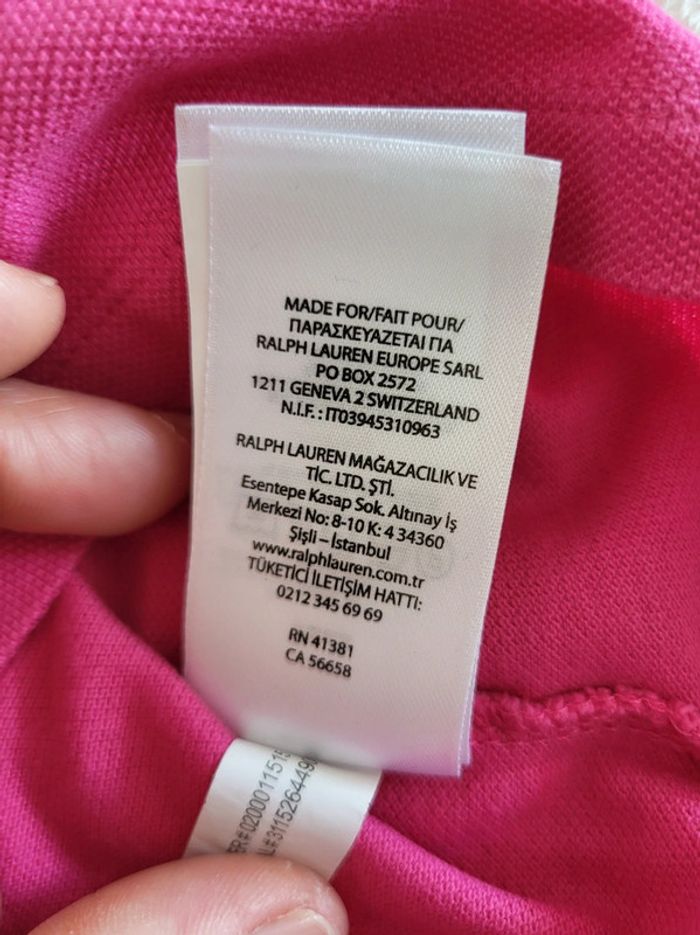 MADE FOR/FAIT POUR/
ΠΑΡΑΣΚΕΥΑΖΕΤΑΙ ΓΙΑ
RALPH LAUREN EUROPE SARL
PO BOX 2572
1211 GENEVA 2 SWITZERLAND
N.I.F. : IT03945310963
RALPH LAUREN MAĞAZACILIK VE
TİC. LTD. ŞTİ.
Esentepe Kasap Sok. Altınay İş
Merkezi No: 8-10 K: 4 34360
Şişli – İstanbul
www.ralphlauren.com.tr
TÜKETİCİ İLETİŞİM HATTI:
0212 345 69 69
RN 41381
CA 56658